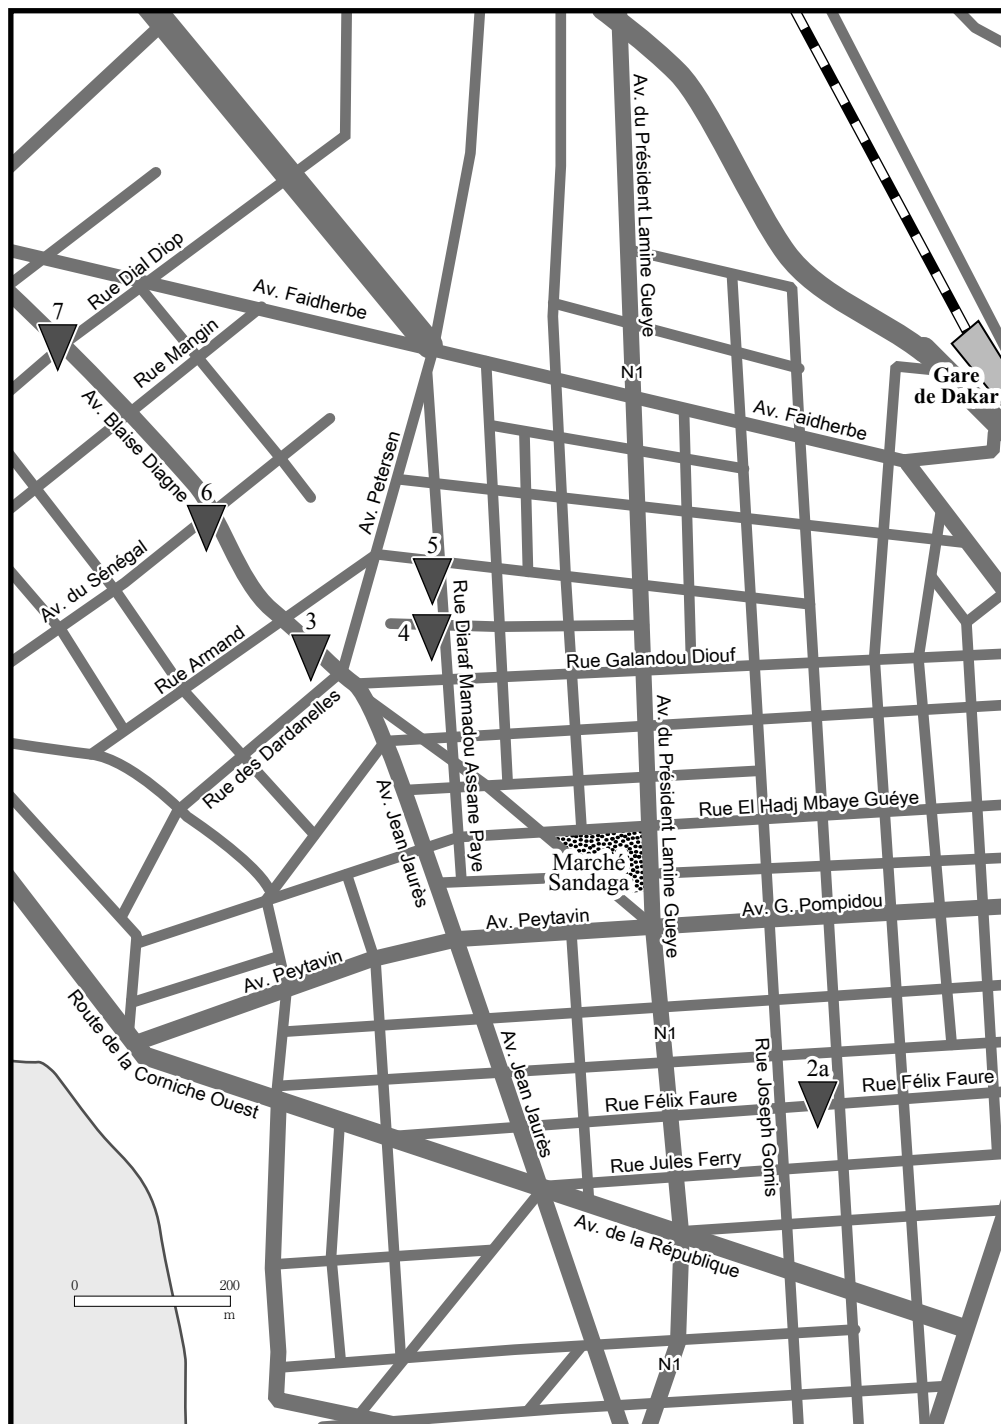 Av. du Président Lamine Gueye
Rue Dial Diop
7
Av. Faidherbe
Rue Mangin
N1
Gare
de Dakar
Av. Faidherbe
Av. Blaise Diagne
Av. Petersen
6
5
Av. du Sénégal
Rue Diaraf Mamadou Assane Paye
4
3
Rue Armand
Rue Galandou Diouf
Rue des Dardanelles
Av. du Président Lamine Gueye
Av. Jean Jaurès
Rue El Hadj Mbaye Guéye
Marché
Sandaga
Av. G. Pompidou
Av. Peytavin
Av. Peytavin
Route de la Corniche Ouest
N1
Av. Jean Jaurès
Rue Joseph Gomis
2a
Rue Félix Faure
Rue Félix Faure
Rue Jules Ferry
Av. de la République
0 200
m
N1